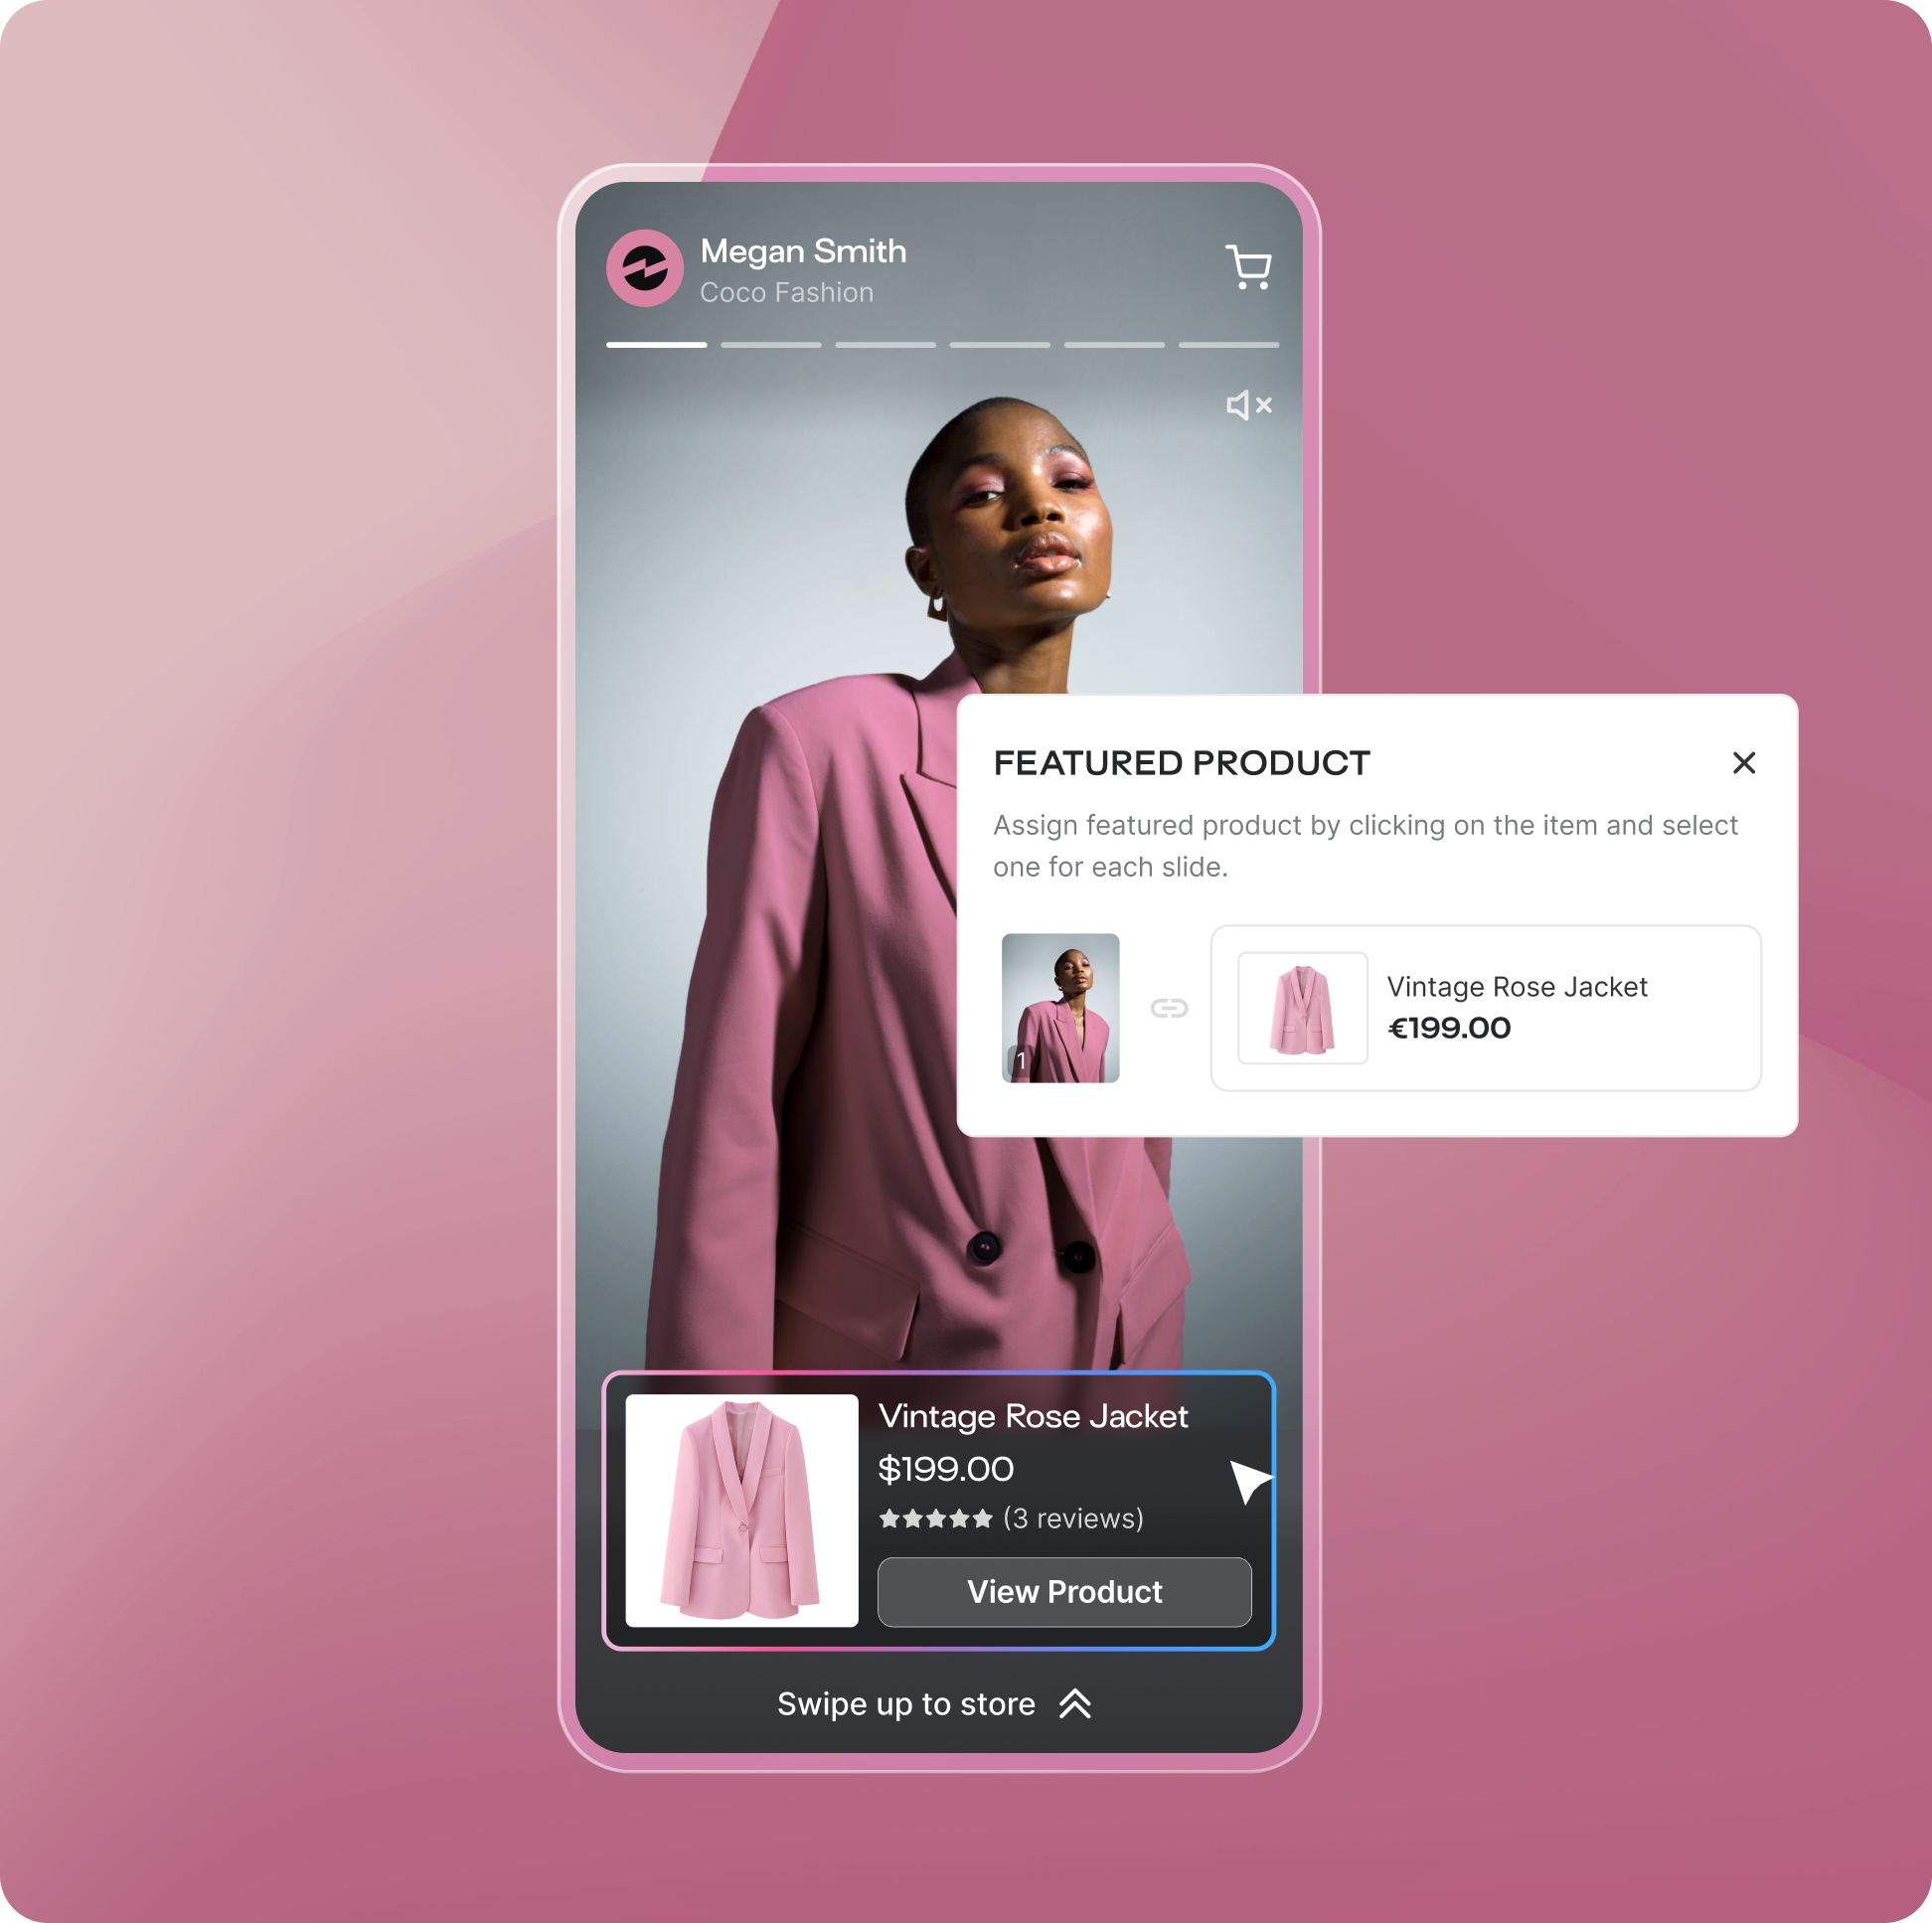 Megan Smith
Coco Fashion
FEATURED PRODUCT
Assign featured product by clicking on the item and select
one for each slide.
1
Vintage Rose Jacket
€199.00
Vintage Rose Jacket
$199.00
(3 reviews)
View Product
Swipe up to store